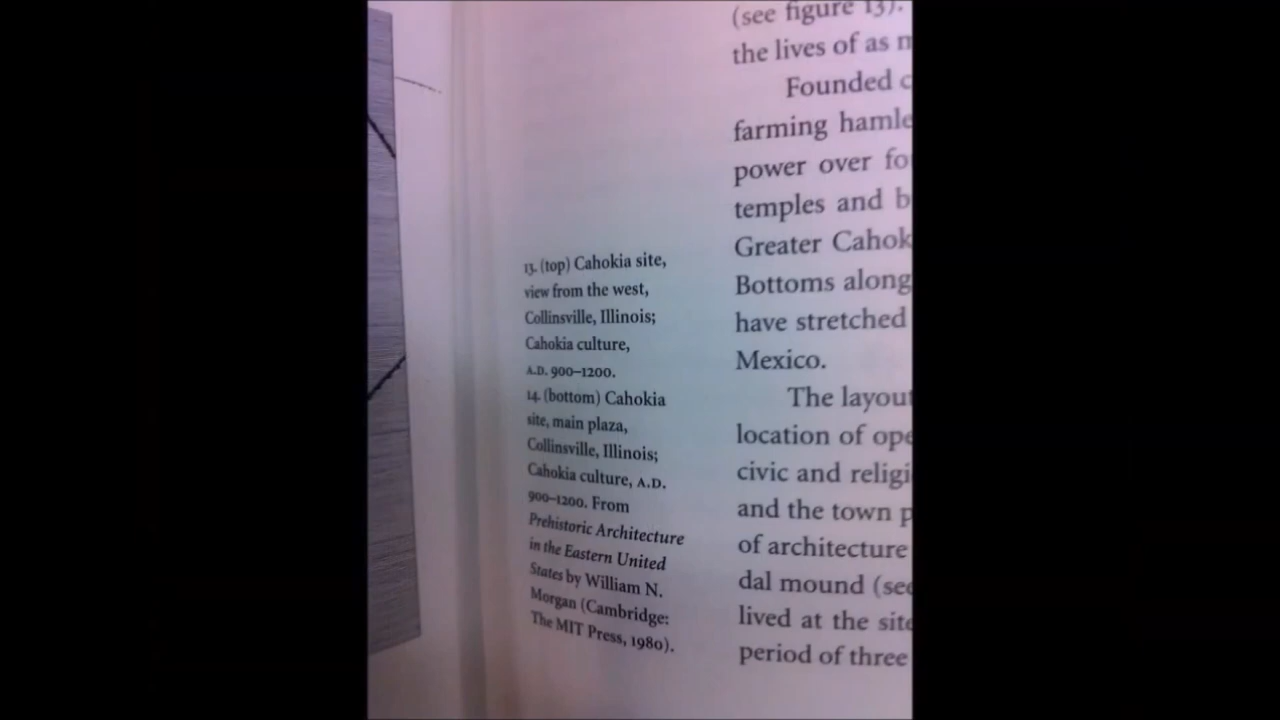 13. (top) Cahokia site,
view from the west,
Collinsville, Illinois;
Cahokia culture,
A.D. 900–1200.
14. (bottom) Cahokia
site, main plaza,
Collinsville, Illinois;
Cahokia culture, A.D.
900–1200. From
Prehistoric Architecture
in the Eastern United
States by William N.
Morgan (Cambridge:
The MIT Press, 1980).
(see figure 13).
the lives of as
Founded
farming hamle
power over fo
temples and b
Greater Cahok
Bottoms along
have stretched
Mexico.
The layout
location of ope
civic and religi
and the town p
of architecture
dal mound (see
lived at the site
period of three